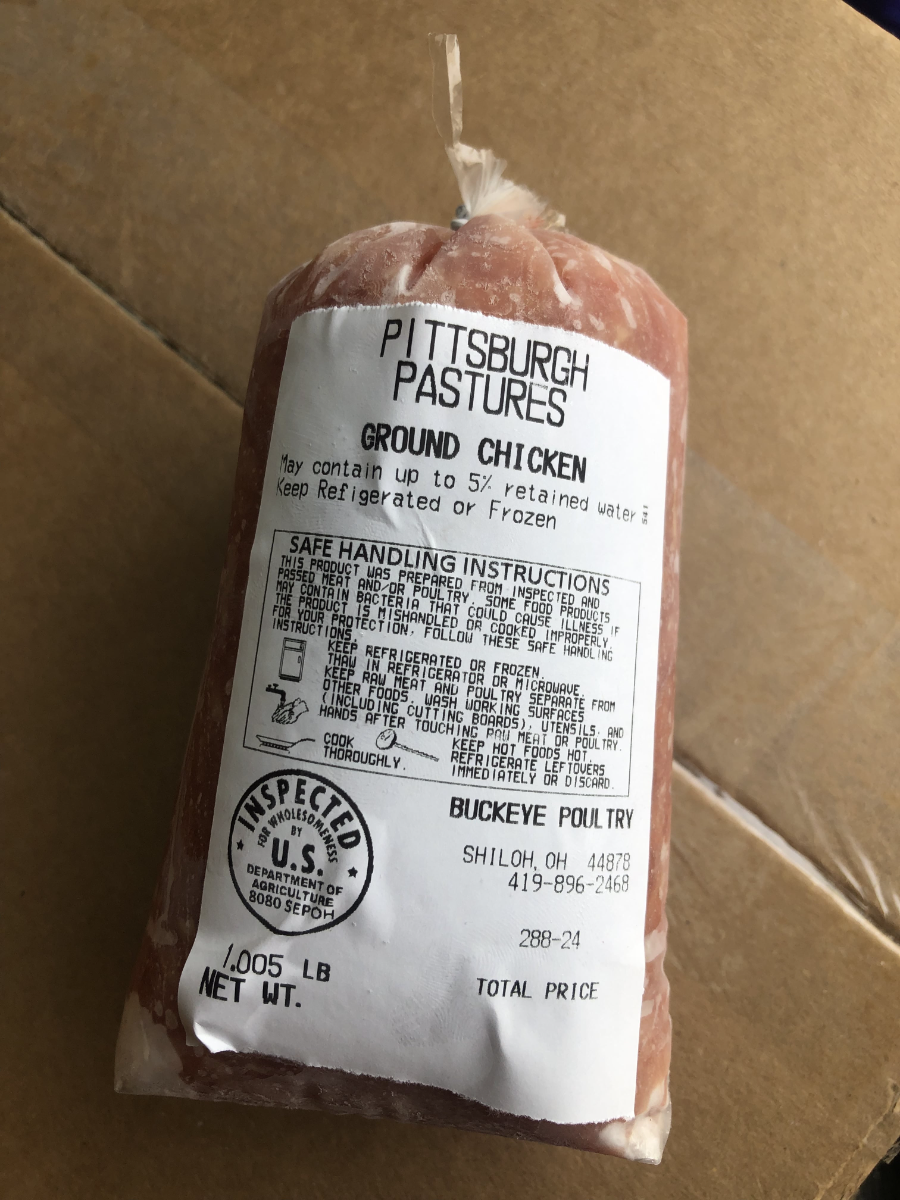 PITTSBURGH
PASTURES
GROUND CHICKEN
May contain up to 5% retained water
Keep Refigerated or Frozen
SAFE HANDLING INSTRUCTIONS
THIS PRODUCT WAS PREPARED FROM INSPECTED AND
PASSED MEAT AND/OR POULTRY. SOME FOOD PRODUCTS
MAY CONTAIN BACTERIA THAT COULD CAUSE ILLNESS IF
THE PRODUCT IS MISHANDLED OR COOKED IMPROPERLY.
FOR YOUR PROTECTION, FOLLOW THESE SAFE HANDLING
INSTRUCTIONS.
KEEP REFRIGERATED OR FROZEN.
THAW IN REFRIGERATOR OR MICROWAVE.
KEEP RAW MEAT AND POULTRY SEPARATE FROM
OTHER FOODS. WASH WORKING SURFACES
(INCLUDING CUTTING BOARDS), UTENSILS, AND
HANDS AFTER TOUCHING RAW MEAT OR POULTRY.
COOK
THOROUGHLY.
KEEP HOT FOODS HOT.
REFRIGERATE LEFTOVERS
IMMEDIATELY OR DISCARD.
INSPECTED
FOR WHOLESOMENESS
BY
U.S.
DEPARTMENT OF
AGRICULTURE
8080 SEPOH
BUCKEYE POULTRY
SHILOH, OH 44878
419-896-2468
288-24
1.005 LB
NET WT.
TOTAL PRICE